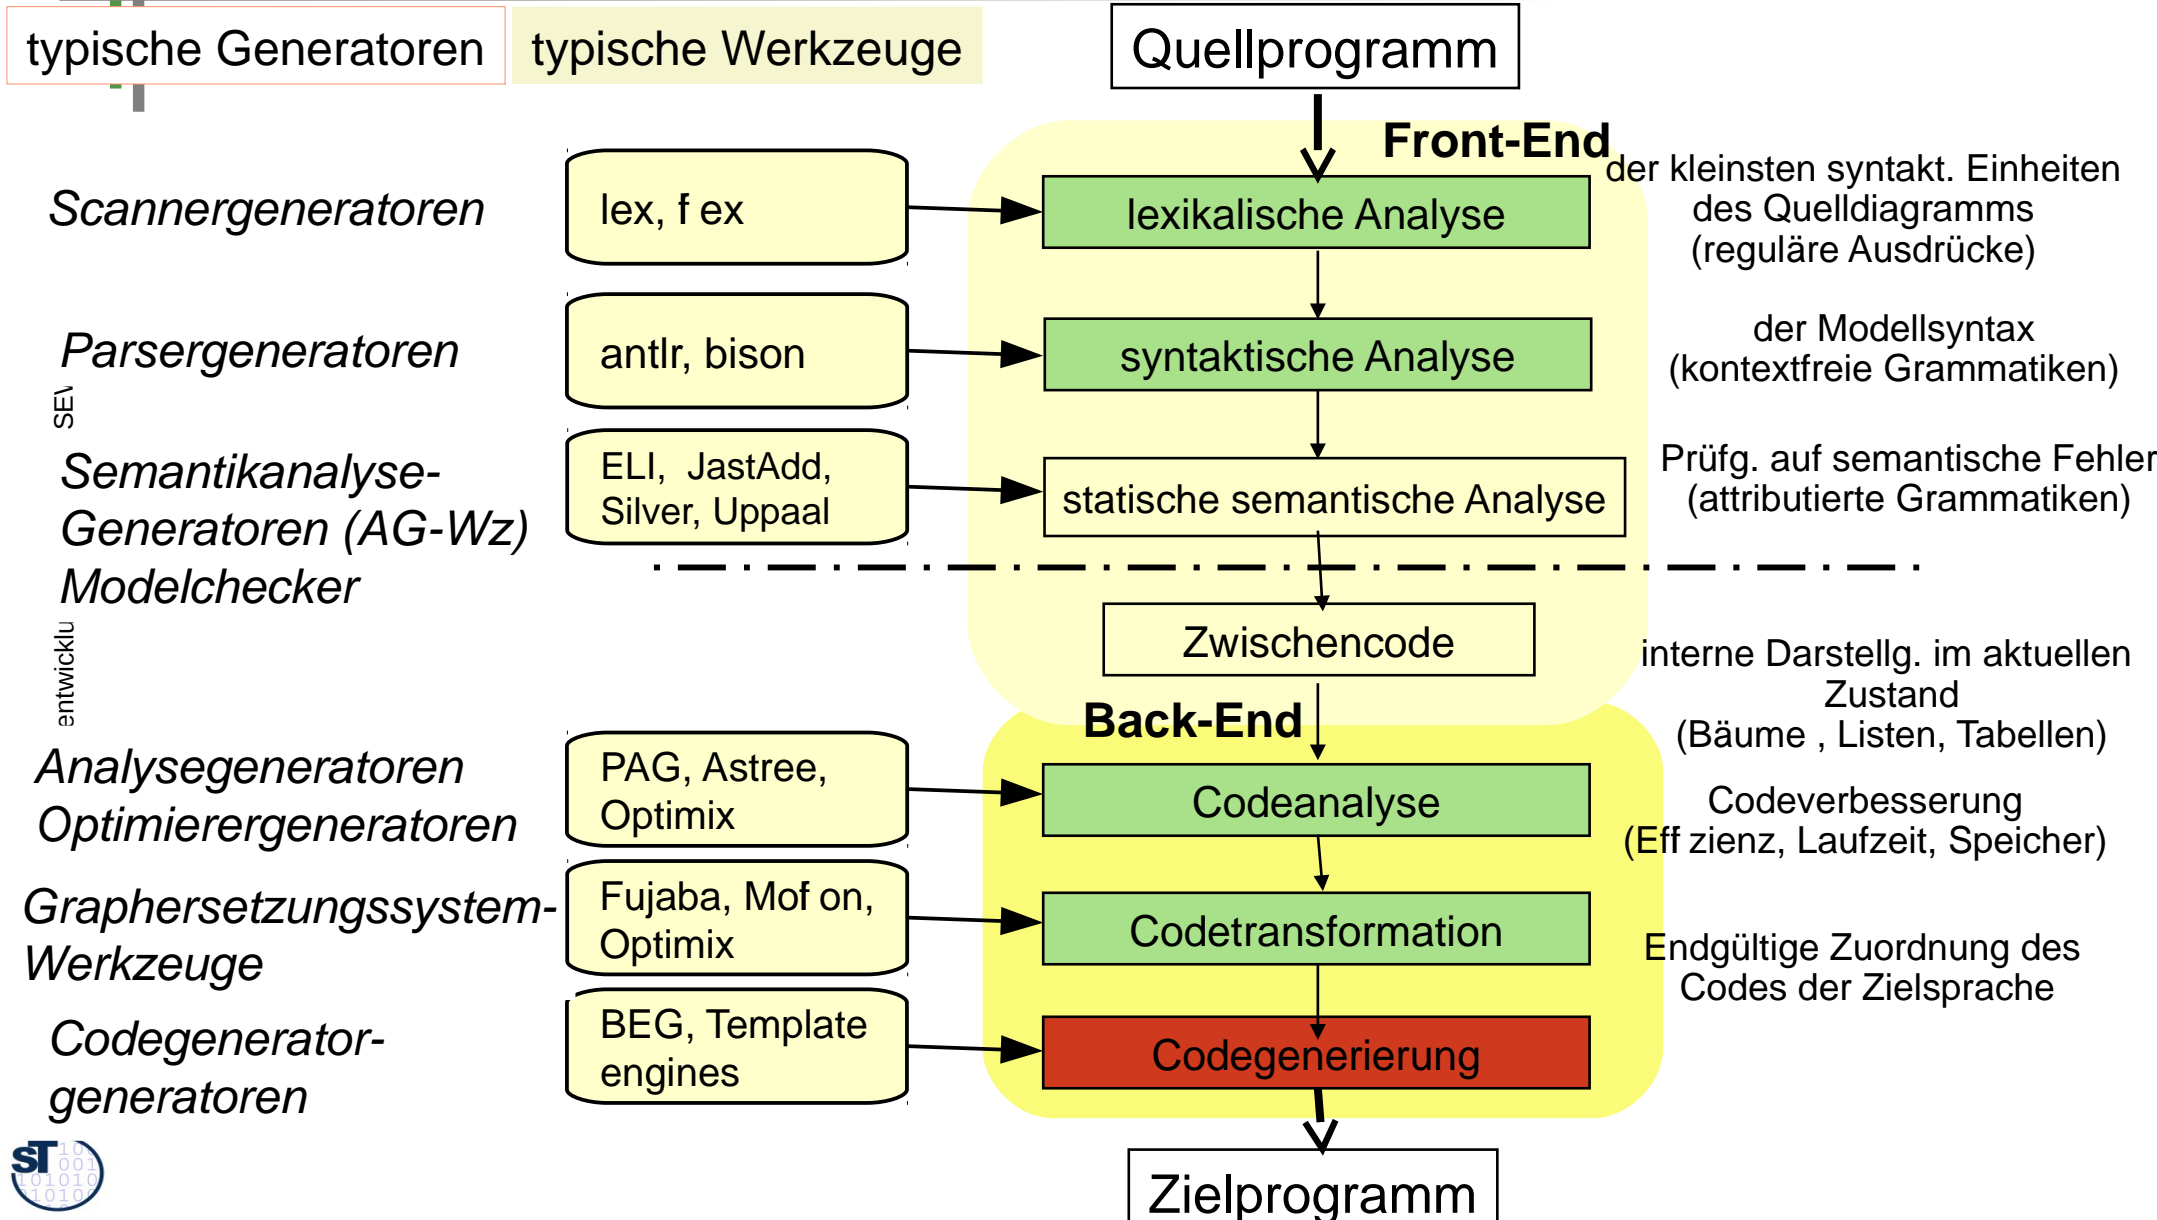 typische Generatoren
typische Werkzeuge
Quellprogramm
Front-End
Scannergeneratoren
lex, f ex
lexikalische Analyse
der kleinsten syntakt. Einheiten
des Quelldiagramms
(reguläre Ausdrücke)
Parsergeneratoren
antlr, bison
syntaktische Analyse
der Modellsyntax
(kontextfreie Grammatiken)
Semantikanalyse-
Generatoren (AG-Wz)
Modelchecker
ELI, JastAdd,
Silver, Uppaal
statische semantische Analyse
Prüfg. auf semantische Fehler
(attributierte Grammatiken)
Zwischencode
interne Darstellg. im aktuellen
Zustand
(Bäume , Listen, Tabellen)
Back-End
Analysegeneratoren
Optimierergeneratoren
PAG, Astree,
Optimix
Codeanalyse
Codeverbesserung
(Eff zienz, Laufzeit, Speicher)
Graphersetzungssystem-
Werkzeuge
Fujaba, Mof on,
Optimix
Codetransformation
Endgültige Zuordnung des
Codes der Zielsprache
Codegenerator-
generatoren
BEG, Template
engines
Codegenerierung
Zielprogramm
entwicklu
ST